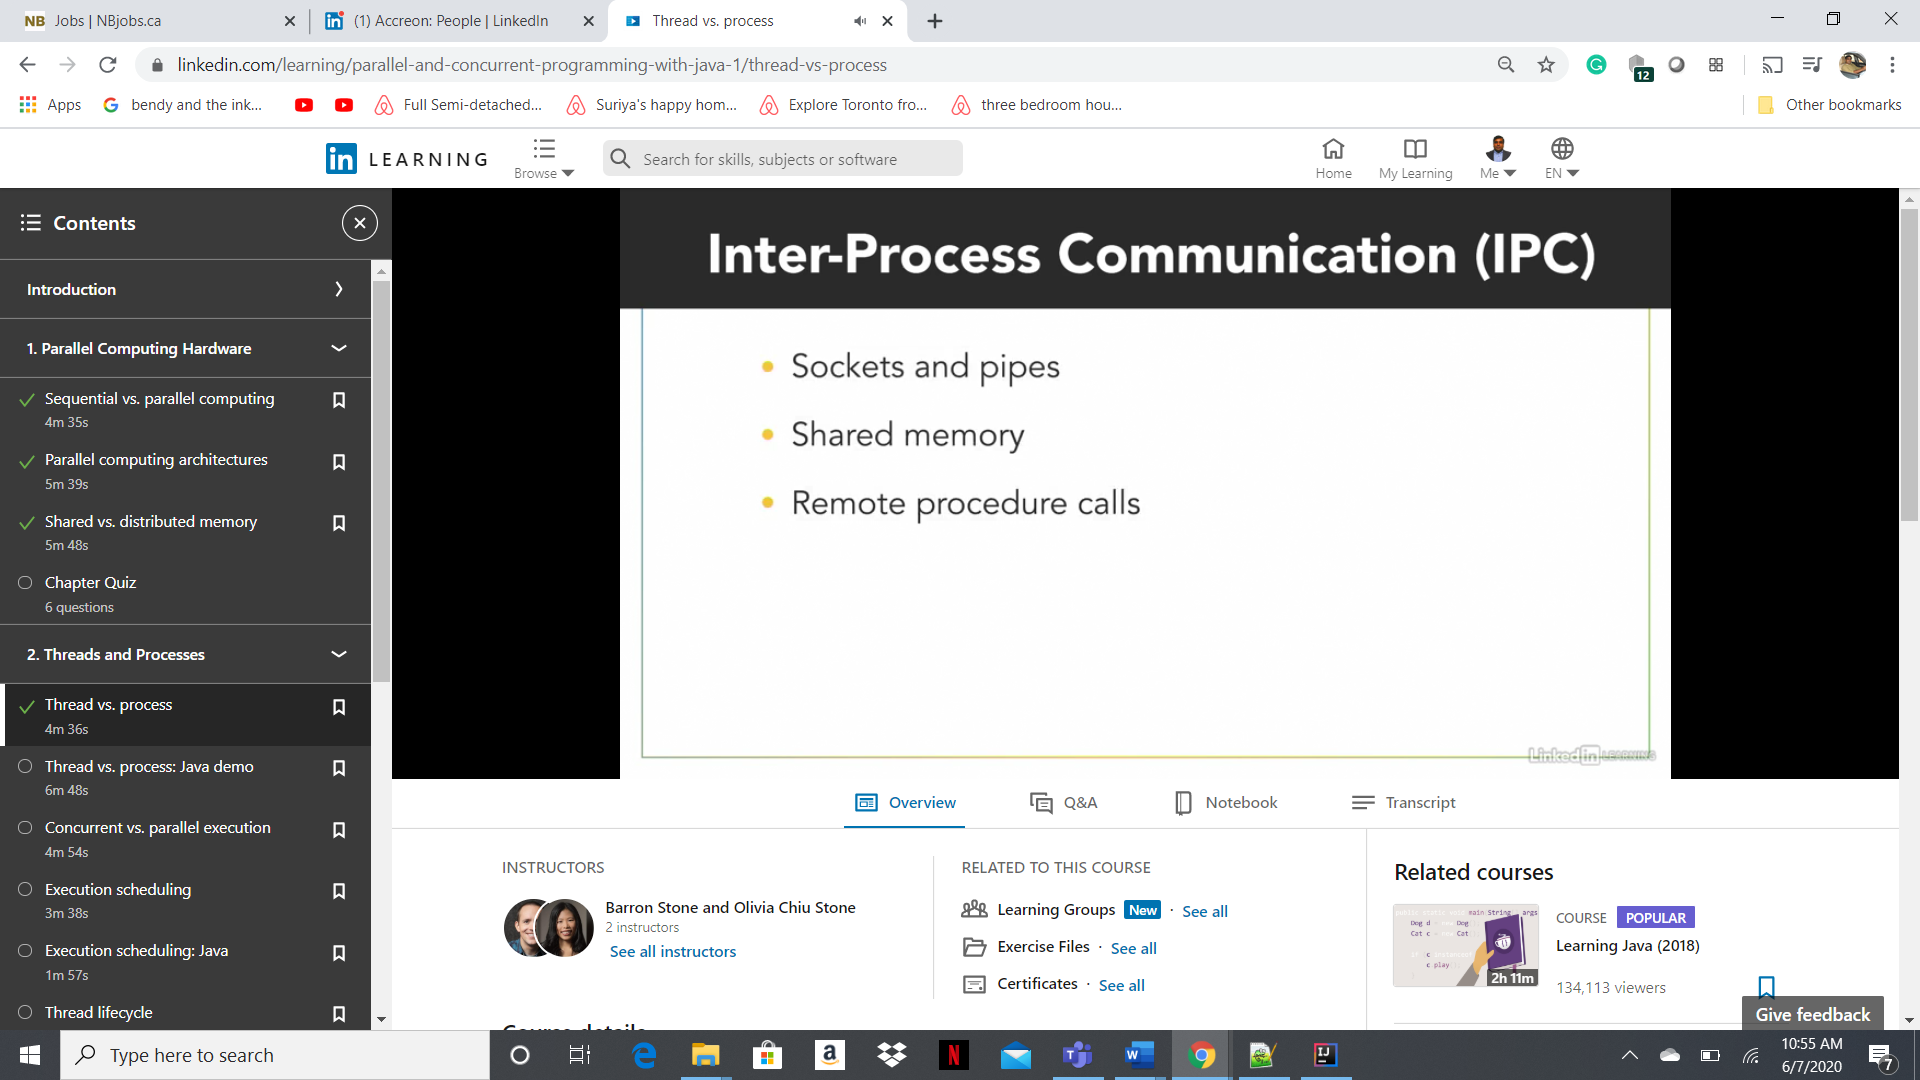 NB Jobs | NBjobs.ca
(1) Accreon: People | LinkedIn
Thread vs. process
linkedin.com/learning/parallel-and-concurrent-programming-with-java-1/thread-vs-process
12
Apps
bendy and the ink...
Full Semi-detached...
Suriya's happy hom...
Explore Toronto fro...
three bedroom hou...
Other bookmarks
in LEARNING
Browse
Search for skills, subjects or software
Home
My Learning
Me
EN
Contents
Introduction
1. Parallel Computing Hardware
Sequential vs. parallel computing
4m 35s
Parallel computing architectures
5m 39s
Shared vs. distributed memory
5m 48s
Chapter Quiz
6 questions
2. Threads and Processes
Thread vs. process
4m 36s
Thread vs. process: Java demo
6m 48s
Concurrent vs. parallel execution
4m 54s
Execution scheduling
3m 38s
Execution scheduling: Java
1m 57s
Thread lifecycle
Inter-Process Communication (IPC)
Sockets and pipes
Shared memory
Remote procedure calls
Linked in LEARNING
Overview
Q&A
Notebook
Transcript
INSTRUCTORS
Barron Stone and Olivia Chiu Stone
2 instructors
See all instructors
RELATED TO THIS COURSE
Learning Groups New · See all
Exercise Files · See all
Certificates · See all
Related courses
2h 11m
COURSE POPULAR
Learning Java (2018)
134,113 viewers
Give feedback
Type here to search
10:55 AM
6/7/2020
7